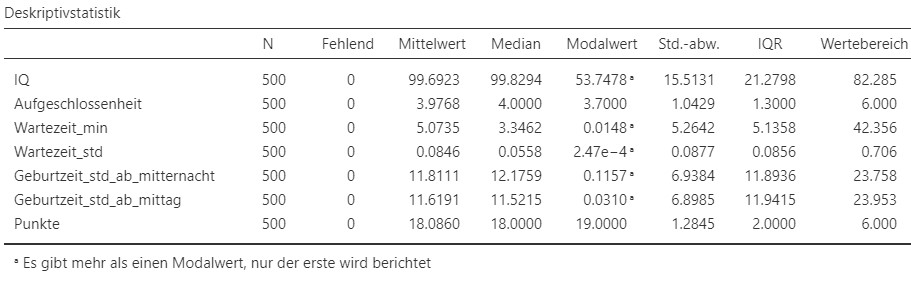 Deskriptivstatistik
N Fehlend Mittelwert Median Modalwert Std.-abw. IQR Wertebereich
IQ 500 0 99.6923 99.8294 53.7478 ᵃ 15.5131 21.2798 82.285
Aufgeschlossenheit 500 0 3.9768 4.0000 3.7000 1.0429 1.3000 6.000
Wartezeit_min 500 0 5.0735 3.3462 0.0148 ᵃ 5.2642 5.1358 42.356
Wartezeit_std 500 0 0.0846 0.0558 2.47e−4 ᵃ 0.0877 0.0856 0.706
Geburtzeit_std_ab_mitternacht 500 0 11.8111 12.1759 0.1157 ᵃ 6.9384 11.8936 23.758
Geburtzeit_std_ab_mittag 500 0 11.6191 11.5215 0.0310 ᵃ 6.8985 11.9415 23.953
Punkte 500 0 18.0860 18.0000 19.0000 1.2845 2.0000 6.000
ᵃ Es gibt mehr als einen Modalwert, nur der erste wird berichtet